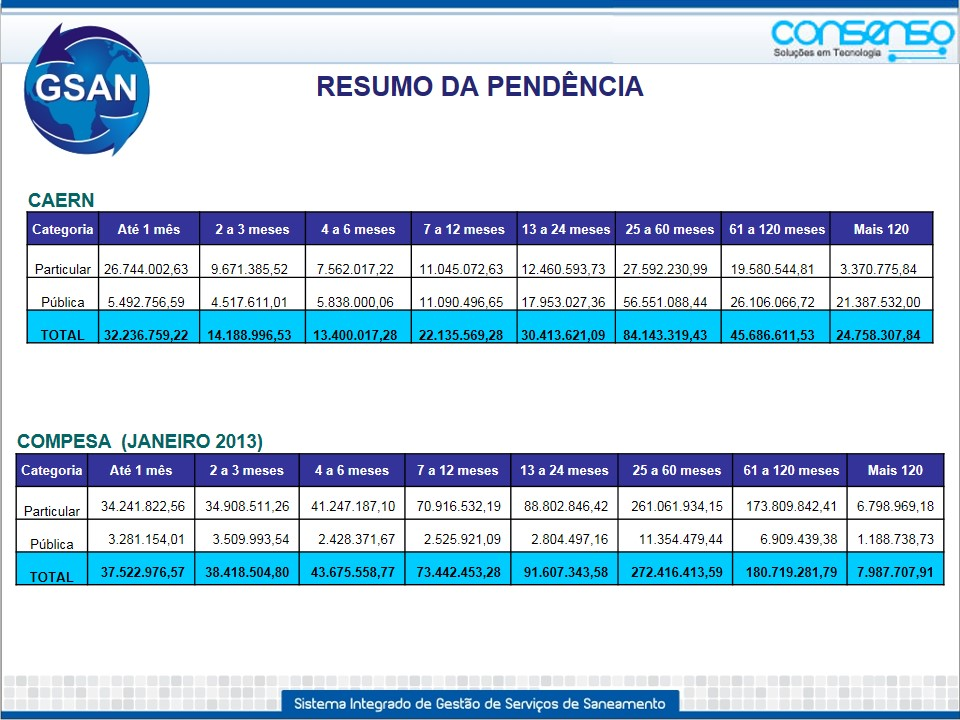 consenso
Soluções em Tecnologia
GSAN
RESUMO DA PENDÊNCIA
CAERN
Categoria Até 1 mês 2 a 3 meses 4 a 6 meses 7 a 12 meses 13 a 24 meses 25 a 60 meses 61 a 120 meses Mais 120
Particular 26.744.002,63 9.671.385,52 7.562.017,22 11.045.072,63 12.460.593,73 27.592.230,99 19.580.544,81 3.370.775,84
Pública 5.492.756,59 4.517.611,01 5.838.000,06 11.090.496,65 17.953.027,36 56.551.088,44 26.106.066,72 21.387.532,00
TOTAL 32.236.759,22 14.188.996,53 13.400.017,28 22.135.569,28 30.413.621,09 84.143.319,43 45.686.611,53 24.758.307,84
COMPESA (JANEIRO 2013)
Categoria Até 1 mês 2 a 3 meses 4 a 6 meses 7 a 12 meses 13 a 24 meses 25 a 60 meses 61 a 120 meses Mais 120
Particular 34.241.822,56 34.908.511,26 41.247.187,10 70.916.532,19 88.802.846,42 261.061.934,15 173.809.842,41 6.798.969,18
Pública 3.281.154,01 3.509.993,54 2.428.371,67 2.525.921,09 2.804.497,16 11.354.479,44 6.909.439,38 1.188.738,73
TOTAL 37.522.976,57 38.418.504,80 43.675.558,77 73.442.453,28 91.607.343,58 272.416.413,59 180.719.281,79 7.987.707,91
Sistema Integrado de Gestão de Serviços de Saneamento